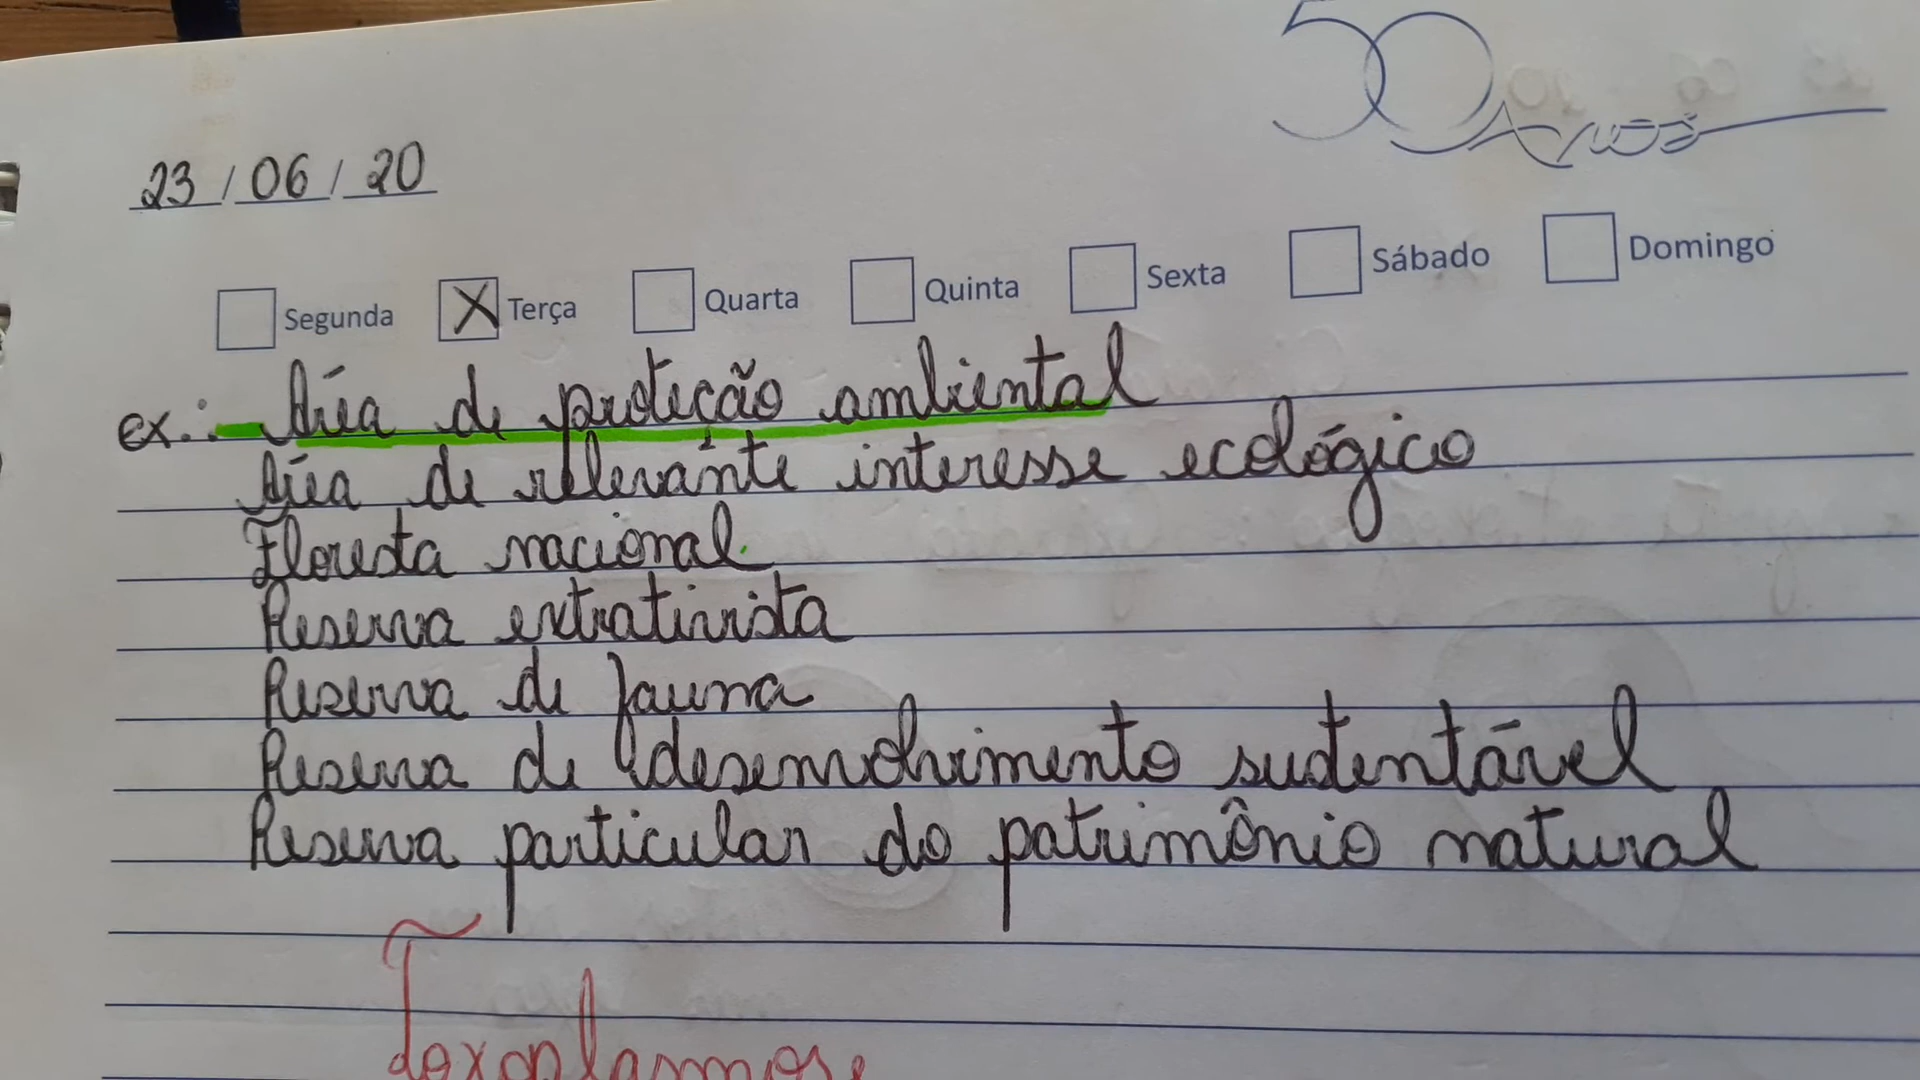 50 Anos
23/06/20
Segunda Terça Quarta Quinta Sexta Sábado Domingo
ex.: - Área de proteção ambiental
Área de relevante interesse ecológico
Floresta nacional
Reserva extrativista
Reserva de fauna
Reserva de desenvolvimento sustentável
Reserva particular do patrimônio natural
Toxoplasmose